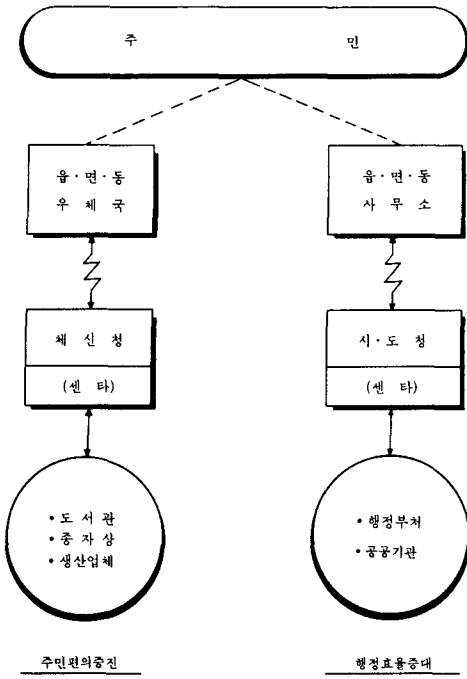 주 민
읍·면·동
우 체 국
읍·면·동
사 무 소
체 신 청
(센 타)
시·도 청
(센 타)
• 도 서 관
• 종 자 상
• 생산업체
• 행정부처
• 공공기관
주민편의증진
행정효율증대